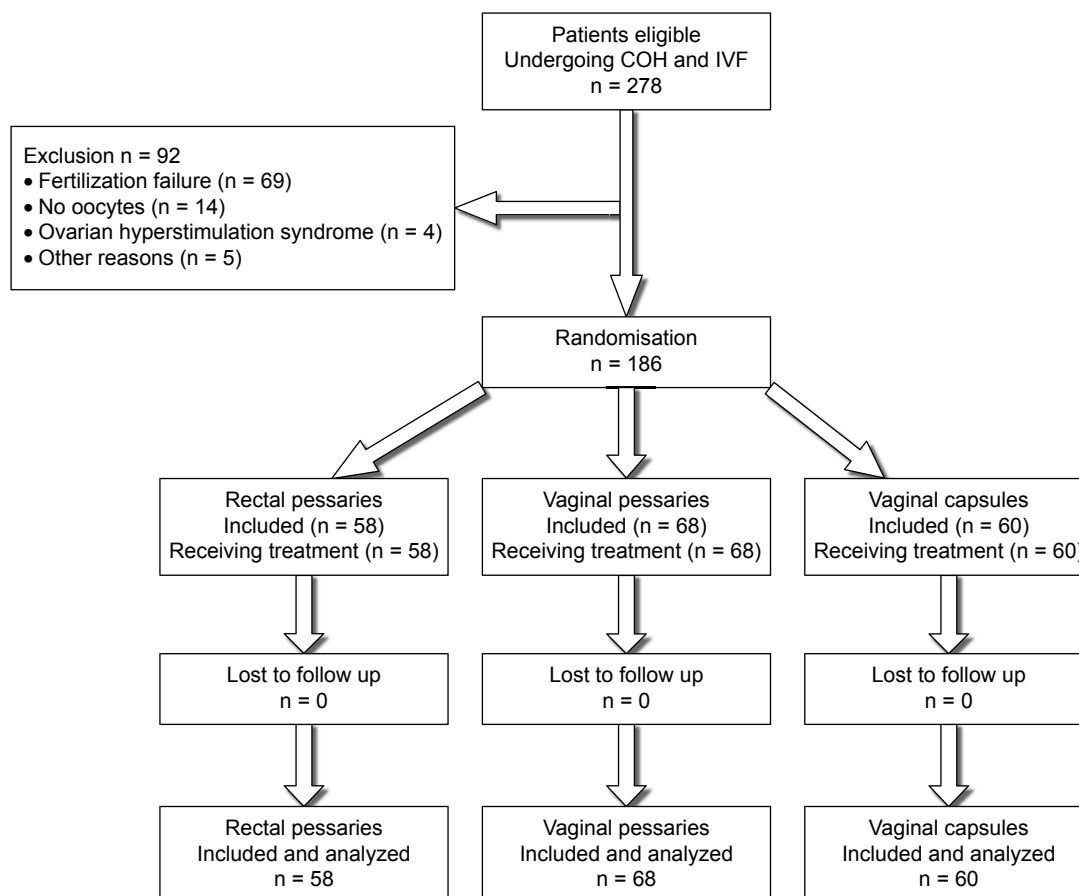 Patients eligible
Undergoing COH and IVF
n = 278
Exclusion n = 92
• Fertilization failure (n = 69)
• No oocytes (n = 14)
• Ovarian hyperstimulation syndrome (n = 4)
• Other reasons (n = 5)
Randomisation
n = 186
Rectal pessaries
Included (n = 58)
Receiving treatment (n = 58)
Vaginal pessaries
Included (n = 68)
Receiving treatment (n = 68)
Vaginal capsules
Included (n = 60)
Receiving treatment (n = 60)
Lost to follow up
n = 0
Lost to follow up
n = 0
Lost to follow up
n = 0
Rectal pessaries
Included and analyzed
n = 58
Vaginal pessaries
Included and analyzed
n = 68
Vaginal capsules
Included and analyzed
n = 60